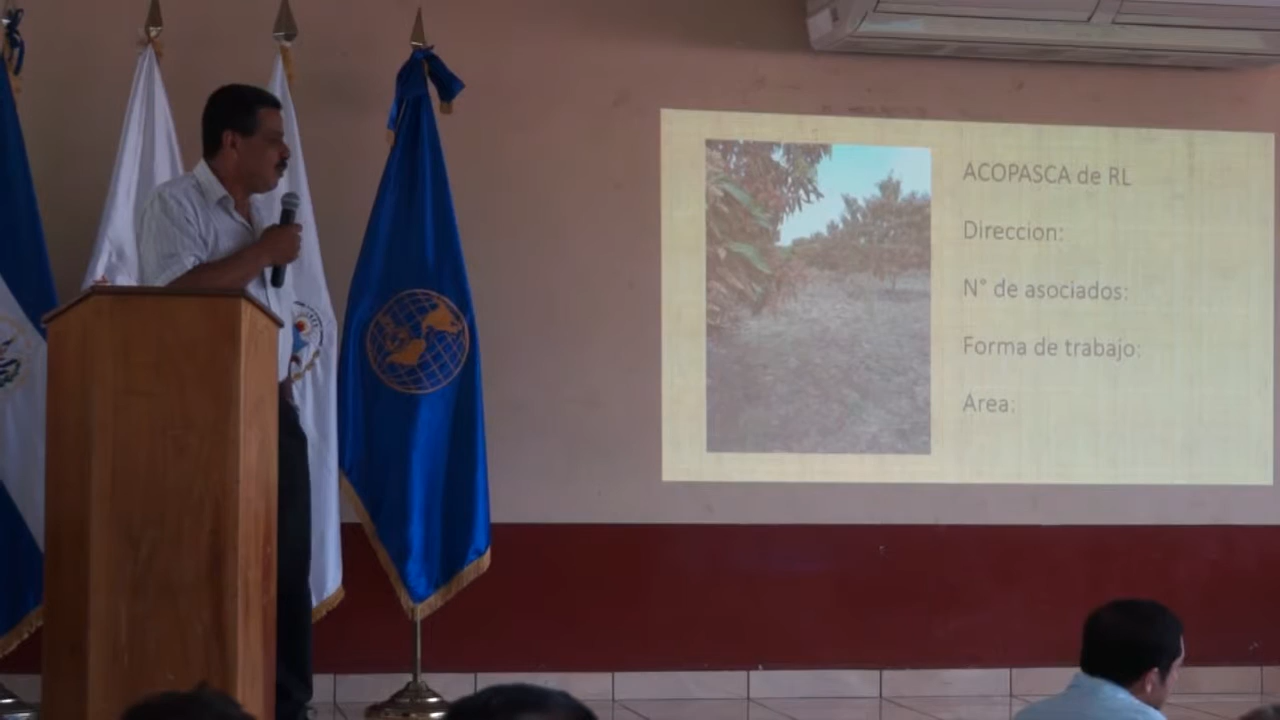 ACOPASCA de RL
Direccion:
N° de asociados:
Forma de trabajo:
Area: